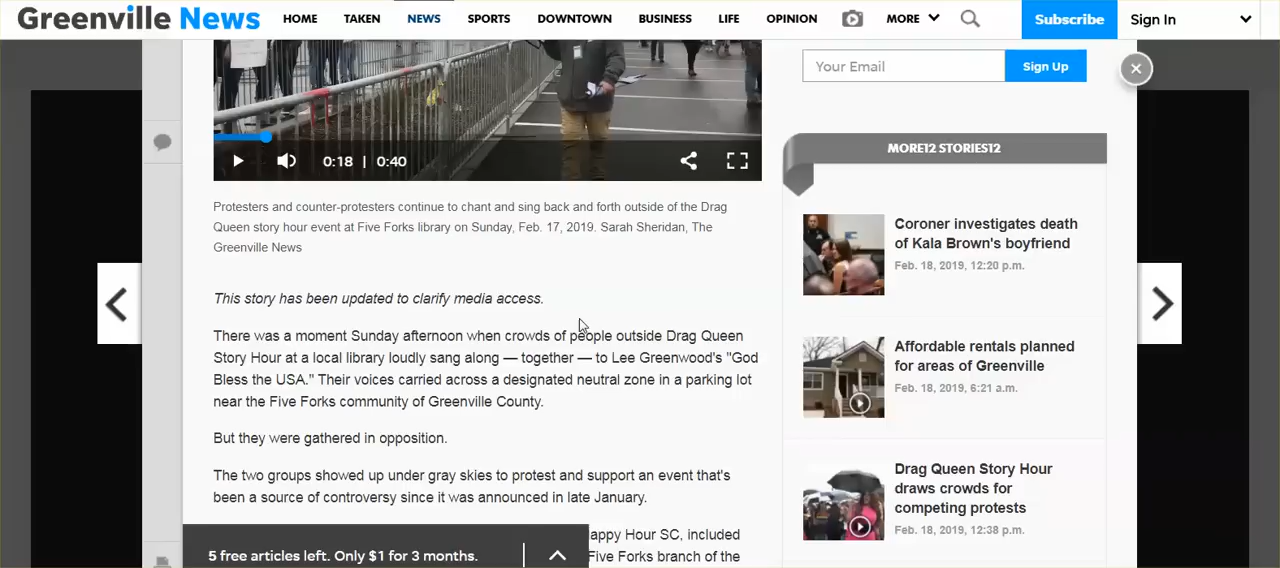 Greenville News HOME TAKEN NEWS SPORTS DOWNTOWN BUSINESS LIFE OPINION MORE Subscribe Sign In
Your Email Sign Up
0:18 | 0:40
Protesters and counter-protesters continue to chant and sing back and forth outside of the Drag
Queen story hour event at Five Forks library on Sunday, Feb. 17, 2019. Sarah Sheridan, The
Greenville News
This story has been updated to clarify media access.
There was a moment Sunday afternoon when crowds of people outside Drag Queen
Story Hour at a local library loudly sang along — together — to Lee Greenwood's "God
Bless the USA." Their voices carried across a designated neutral zone in a parking lot
near the Five Forks community of Greenville County.
But they were gathered in opposition.
The two groups showed up under gray skies to protest and support an event that's
been a source of controversy since it was announced in late January.
appy Hour SC, included
Five Forks branch of the
5 free articles left. Only $1 for 3 months.
MORE12 STORIES12
Coroner investigates death
of Kala Brown's boyfriend
Feb. 18, 2019, 12:20 p.m.
Affordable rentals planned
for areas of Greenville
Feb. 18, 2019, 6:21 a.m.
Drag Queen Story Hour
draws crowds for
competing protests
Feb. 18, 2019, 12:38 p.m.